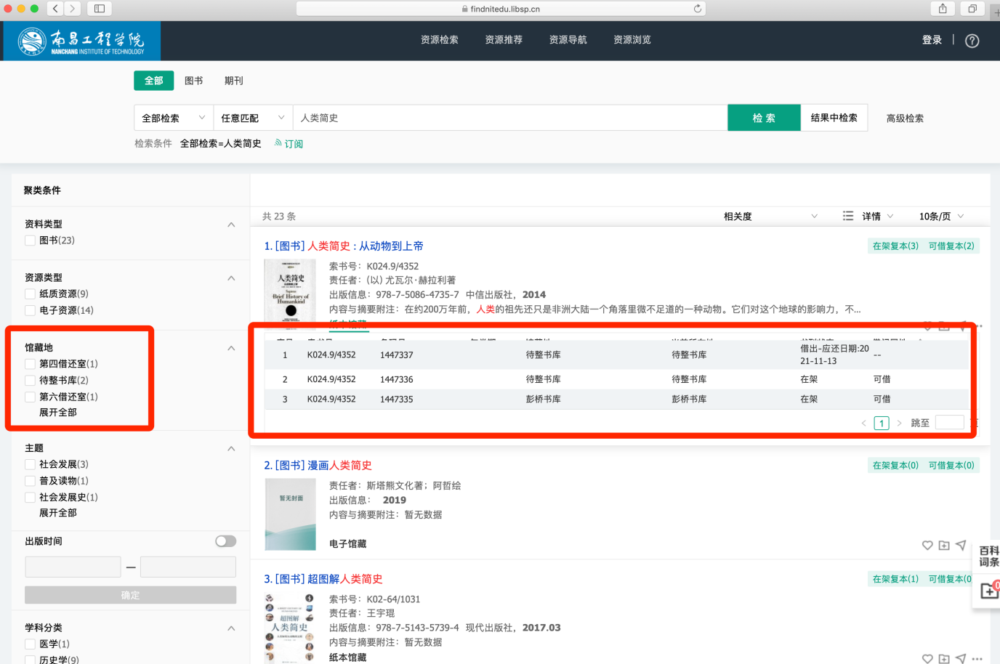 findnitedu.libsp.cn
南昌工程学院
NANCHANG INSTITUTE OF TECHNOLOGY
资源检索 资源推荐 资源导航 资源浏览
登录
全部 图书 期刊
全部检索 任意匹配 人类简史 检 索 结果中检索 高级检索
检索条件 全部检索=人类简史 订阅
聚类条件
资料类型
图书(23)
资源类型
纸质资源(9)
电子资源(14)
馆藏地
第四借还室(1)
待整书库(2)
第六借还室(1)
展开全部
主题
社会发展(3)
普及读物(1)
社会发展史(1)
展开全部
出版时间
—
确定
学科分类
医学(1)
历史学(9)
共 23 条 相关度 详情 10条/页
1. [图书] 人类简史 : 从动物到上帝 在架复本(3) 可借复本(2)
人类简史
Brief History of
Humankind
索书号：K024.9/4352
责任者：(以) 尤瓦尔·赫拉利著
出版信息：978-7-5086-4735-7 中信出版社，2014
内容与摘要附注：在约200万年前，人类的祖先还只是非洲大陆一个角落里微不足道的一种动物。它们对这个地球的影响力，不...
1 K024.9/4352 1447337 待整书库 待整书库 借出-应还日期:2021-11-13 --
2 K024.9/4352 1447336 待整书库 待整书库 在架 可借
3 K024.9/4352 1447335 彭桥书库 彭桥书库 在架 可借
< 1 > 跳至
2. [图书] 漫画人类简史 在架复本(0) 可借复本(0)
暂无封面
责任者：斯塔熊文化著；阿哲绘
出版信息： 2019
内容与摘要附注：暂无数据
电子馆藏
3. [图书] 超图解人类简史 在架复本(1) 可借复本(0
超图解
人类简史
索书号：K02-64/1031
责任者：王宇琨
出版信息：978-7-5143-5739-4 现代出版社，2017.03
内容与摘要附注：暂无数据
纸本馆藏
百科
词条
0